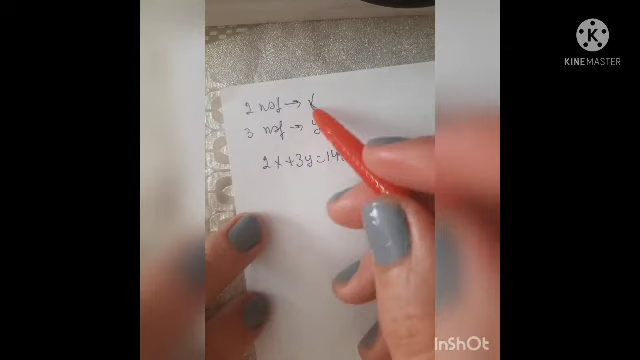 KINEMASTER
2 nəf → x
3 nəf → y
2x+3y=14
InShOt